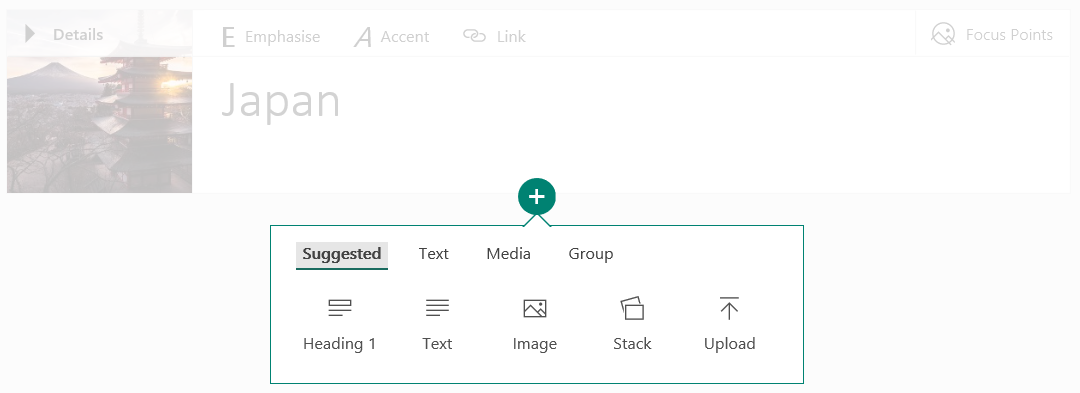 Details
E Emphasise A Accent Link Focus Points
Japan
Suggested Text Media Group
Heading 1 Text Image Stack Upload